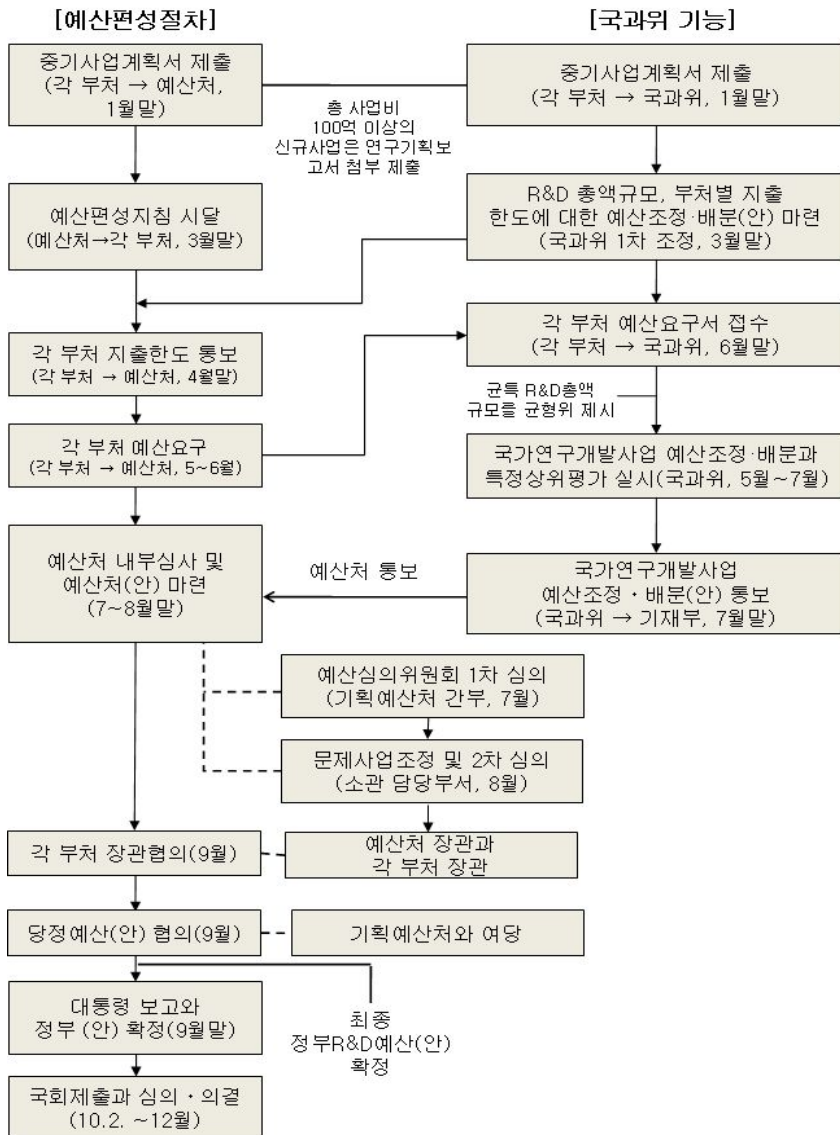 [예산편성절차]
[국과위 기능]
중기사업계획서 제출
(각 부처 → 예산처,
1월말)
총 사업비
100억 이상의
신규사업은 연구기획보
고서 첨부 제출
중기사업계획서 제출
(각 부처 → 국과위, 1월말)
예산편성지침 시달
(예산처→각 부처, 3월말)
R&D 총액규모, 부처별 지출
한도에 대한 예산조정·배분(안) 마련
(국과위 1차 조정, 3월말)
각 부처 지출한도 통보
(각 부처 → 예산처, 4월말)
각 부처 예산요구서 접수
(각 부처 → 국과위, 6월말)
균특 R&D총액
규모를 균형위 제시
각 부처 예산요구
(각 부처 → 예산처, 5~6월)
국가연구개발사업 예산조정·배분과
특정상위평가 실시(국과위, 5월~7월)
예산처 내부심사 및
예산처(안) 마련
(7~8월말)
예산처 통보
국가연구개발사업
예산조정·배분(안) 통보
(국과위 → 기재부, 7월말)
예산심의위원회 1차 심의
(기획예산처 간부, 7월)
문제사업조정 및 2차 심의
(소관 담당부서, 8월)
각 부처 장관협의(9월)
예산처 장관과
각 부처 장관
당정예산(안) 협의(9월)
기획예산처와 여당
대통령 보고와
정부 (안) 확정(9월말)
최종
정부R&D예산(안)
확정
국회제출과 심의·의결
(10.2. ~12월)